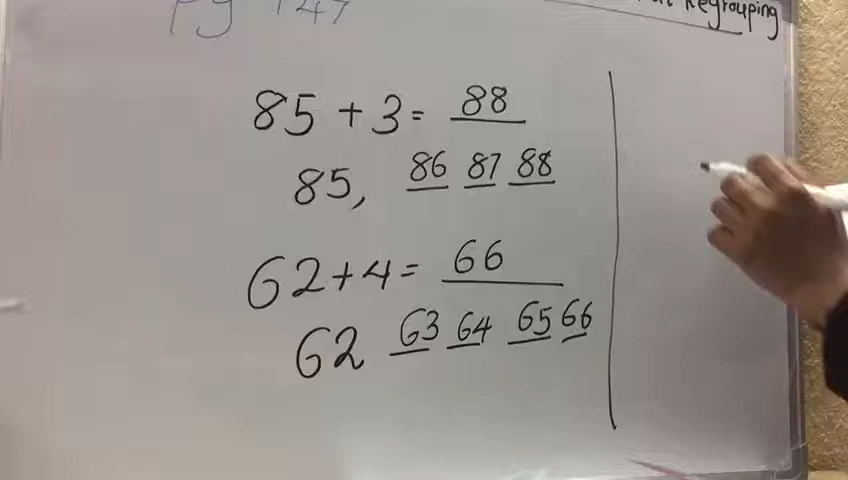 Regrouping
pg 147
85 + 3 = 88
85, 86 87 88
62 + 4 = 66
62 63 64 65 66